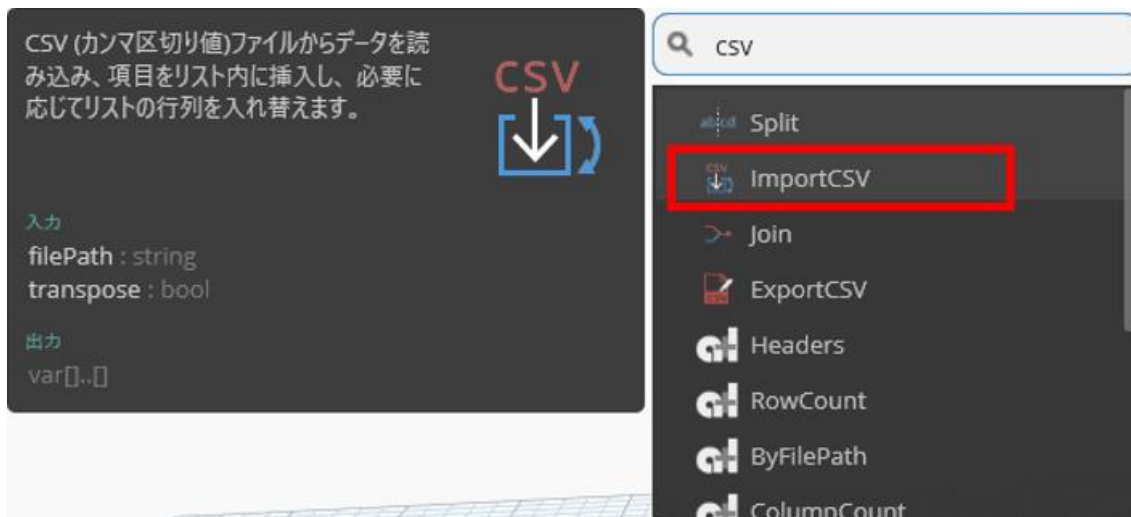 CSV (カンマ区切り値)ファイルからデータを読
み込み、項目をリスト内に挿入し、必要に
応じてリストの行列を入れ替えます。
CSV
入力
filePath : string
transpose : bool
出力
var[]..[]
csv
Split
ImportCSV
Join
ExportCSV
Headers
RowCount
ByFilePath
ColumnCount